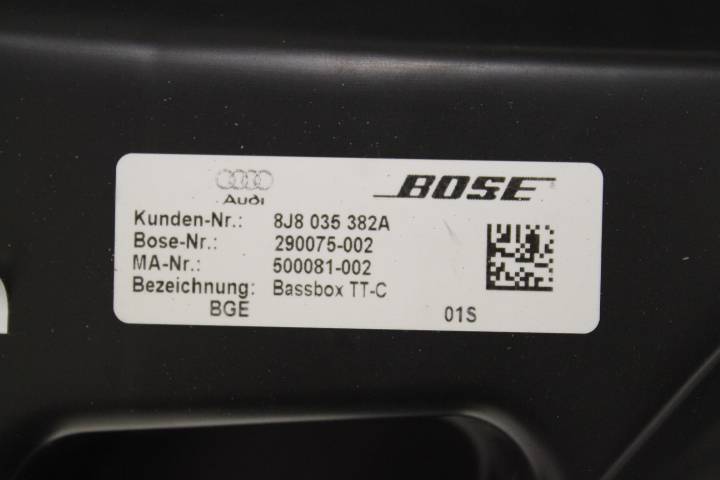 Audi BOSE
Kunden-Nr.: 8J8 035 382A
Bose-Nr.: 290075-002
MA-Nr.: 500081-002
Bezeichnung: Bassbox TT-C
BGE 01S